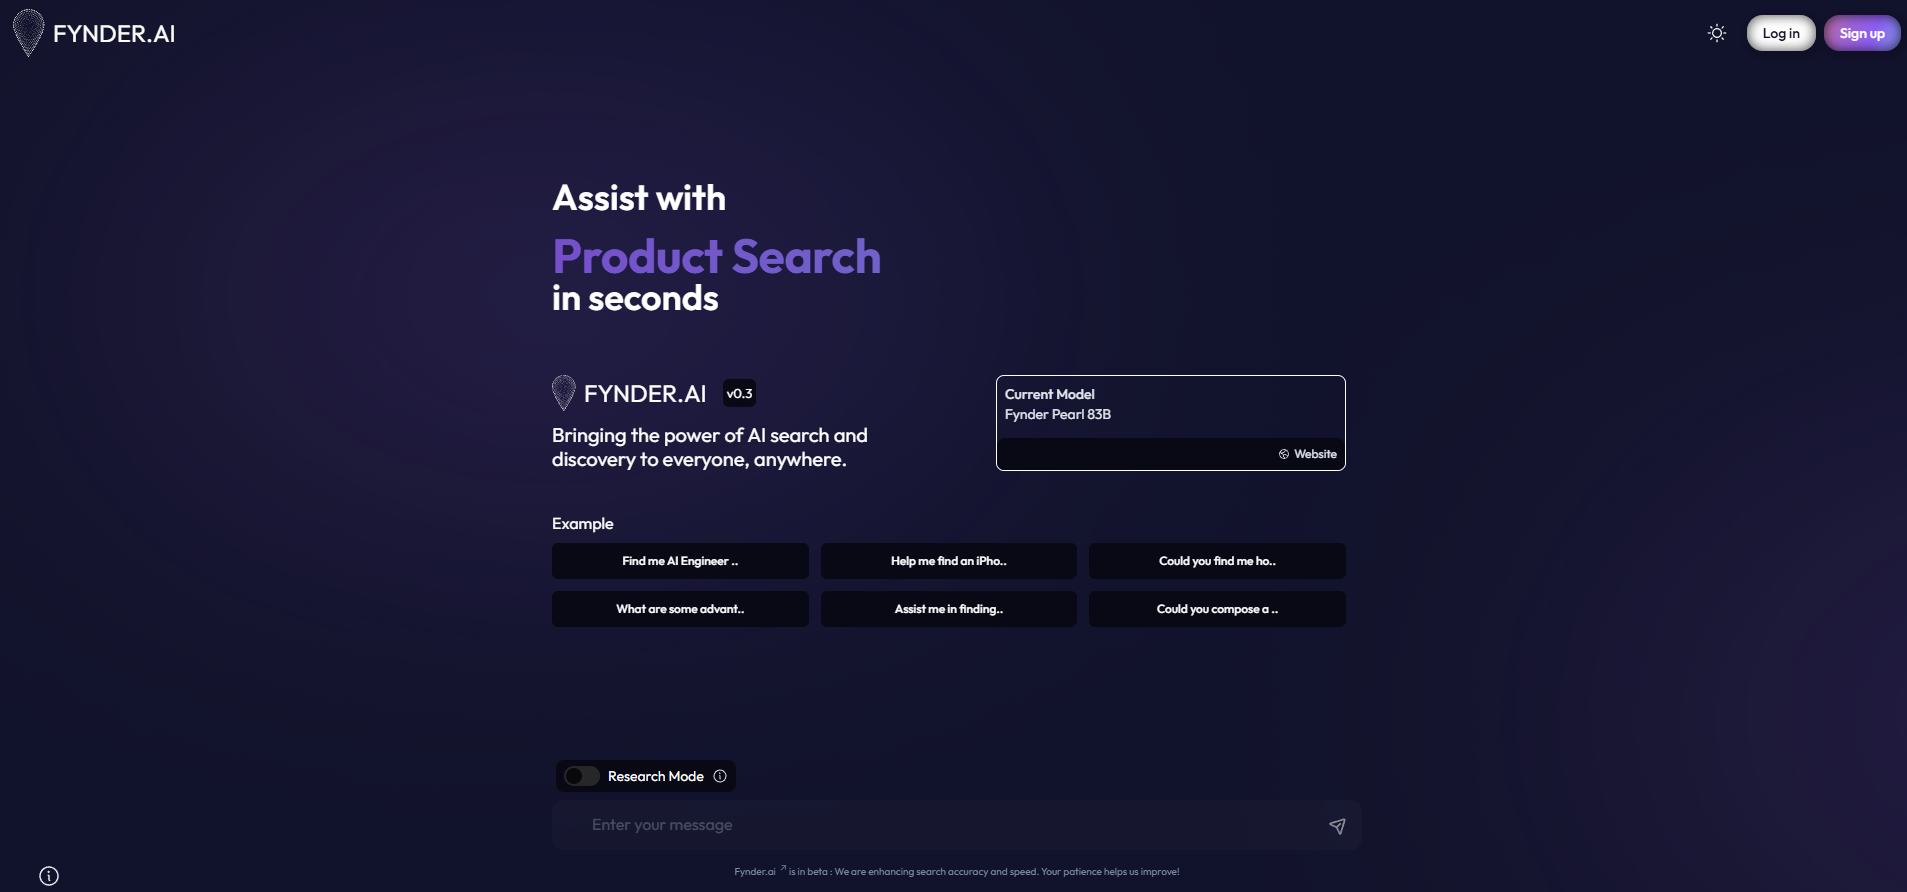 FYNDER.AI
Log in
Sign up
Assist with
Product Search
in seconds
FYNDER.AI v0.3
Bringing the power of AI search and
discovery to everyone, anywhere.
Current Model
Fynder Pearl 83B
Website
Example
Find me AI Engineer ..
Help me find an iPho..
Could you find me ho..
What are some advant..
Assist me in finding..
Could you compose a ..
Research Mode
Enter your message
Fynder.ai ↗ is in beta : We are enhancing search accuracy and speed. Your patience helps us improve!